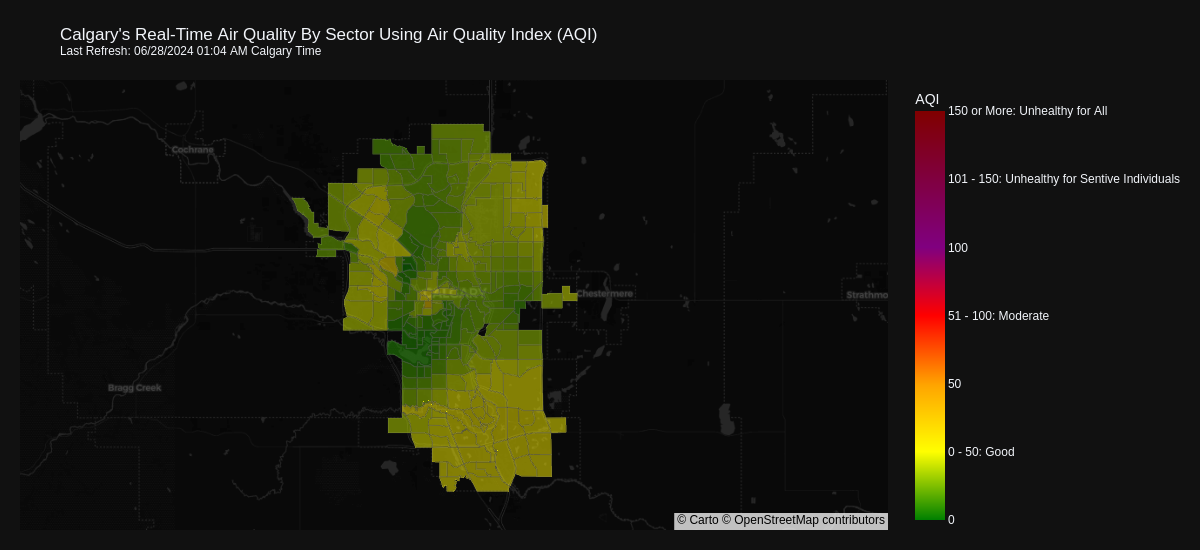 Calgary's Real-Time Air Quality By Sector Using Air Quality Index (AQI)
Last Refresh: 06/28/2024 01:04 AM Calgary Time
AQI
150 or More: Unhealthy for All
101 - 150: Unhealthy for Sentive Individuals
100
51 - 100: Moderate
50
0 - 50: Good
0
Cochrane
CALGARY
Chestermere
Strathmo
Bragg Creek
© Carto © OpenStreetMap contributors